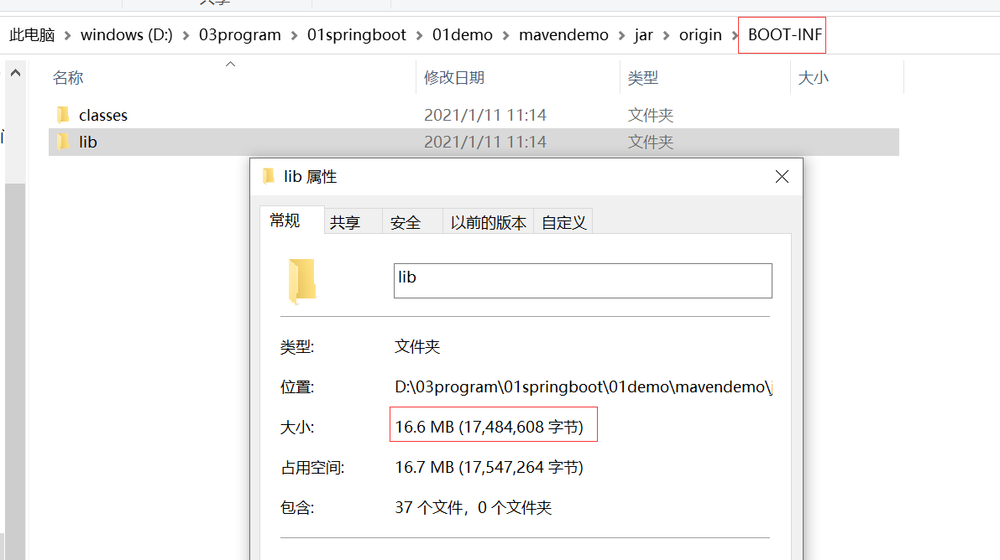 此电脑 > windows (D:) > 03program > 01springboot > 01demo > mavendemo > jar > origin > BOOT-INF
名称 修改日期 类型 大小
classes 2021/1/11 11:14 文件夹
lib 2021/1/11 11:14 文件夹
lib 属性
常规 共享 安全 以前的版本 自定义
lib
类型: 文件夹
位置: D:\03program\01springboot\01demo\mavendemo\
大小: 16.6 MB (17,484,608 字节)
占用空间: 16.7 MB (17,547,264 字节)
包含: 37 个文件，0 个文件夹